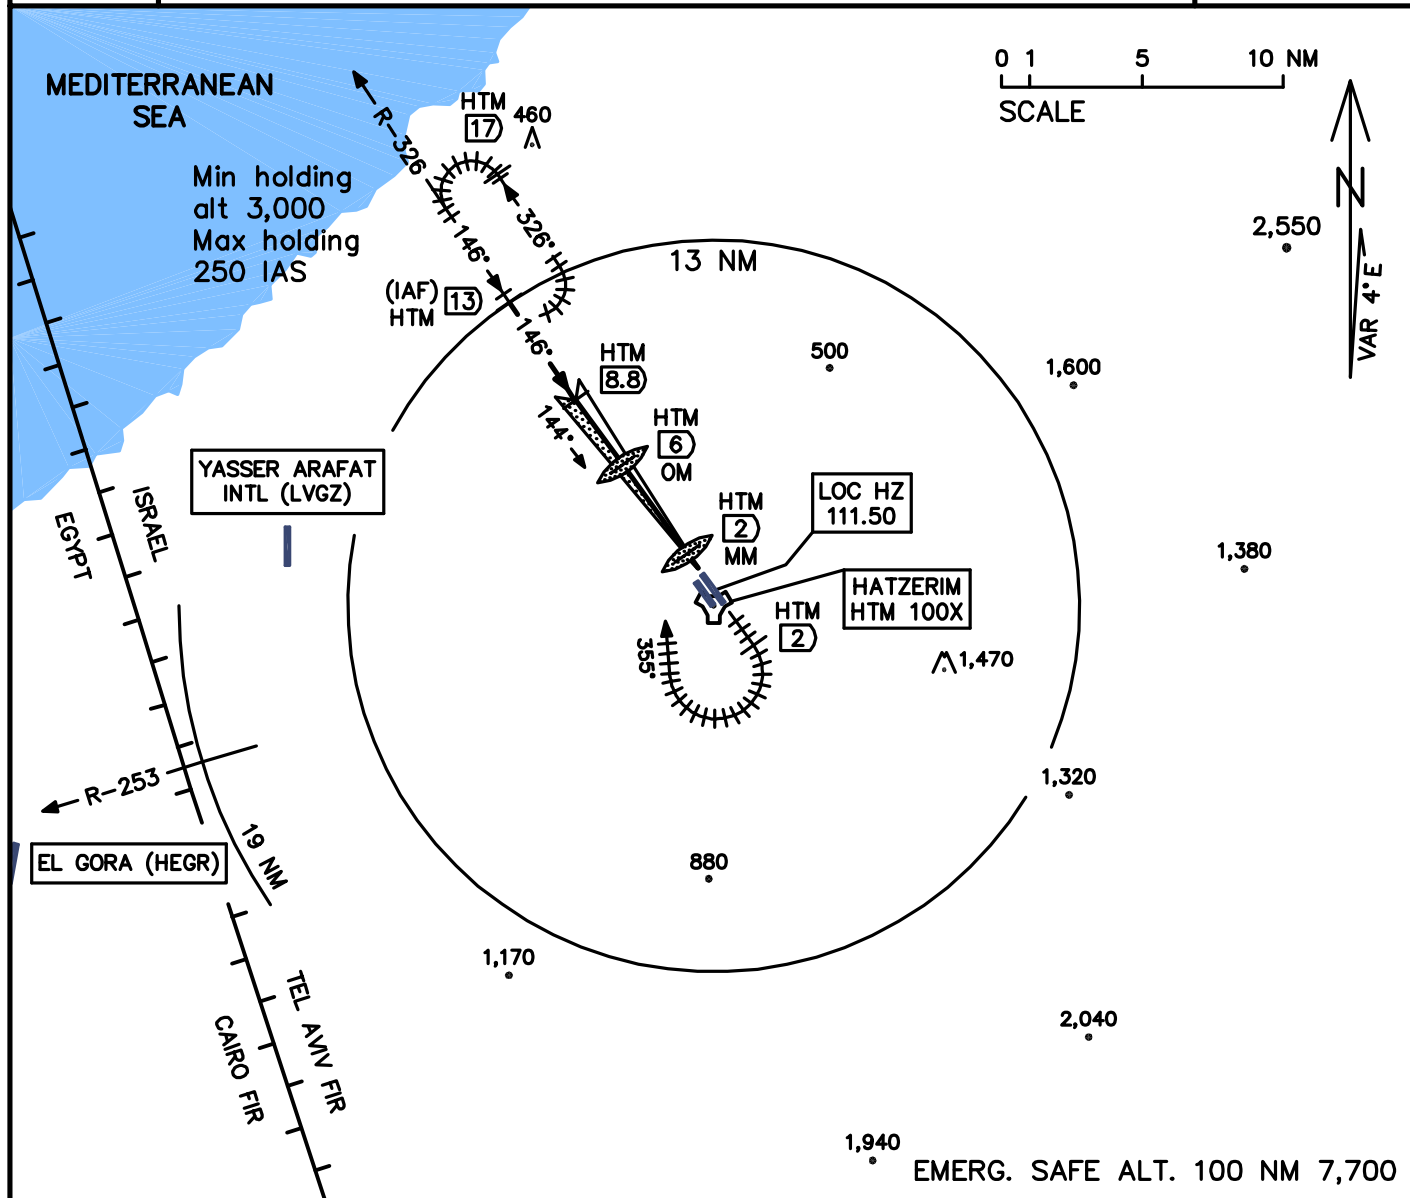 0 1 5 10 NM
SCALE
MEDITERRANEAN
SEA
HTM
17
460
R-326
Min holding
alt 3,000
Max holding
250 IAS
N
VAR 4°E
2,550
326°
146°
13 NM
(IAF)
HTM
13
146°
500
1,600
HTM
8.8
144°
HTM
6
OM
YASSER ARAFAT
INTL (LVGZ)
LOC HZ
111.50
HTM
2
MM
ISRAEL
EGYPT
1,380
HATZERIM
HTM 100X
HTM
2
355°
1,470
R-253
1,320
19 NM
EL GORA (HEGR)
880
1,170
TEL AVIV FIR
CAIRO FIR
2,040
1,940
EMERG. SAFE ALT. 100 NM 7,700